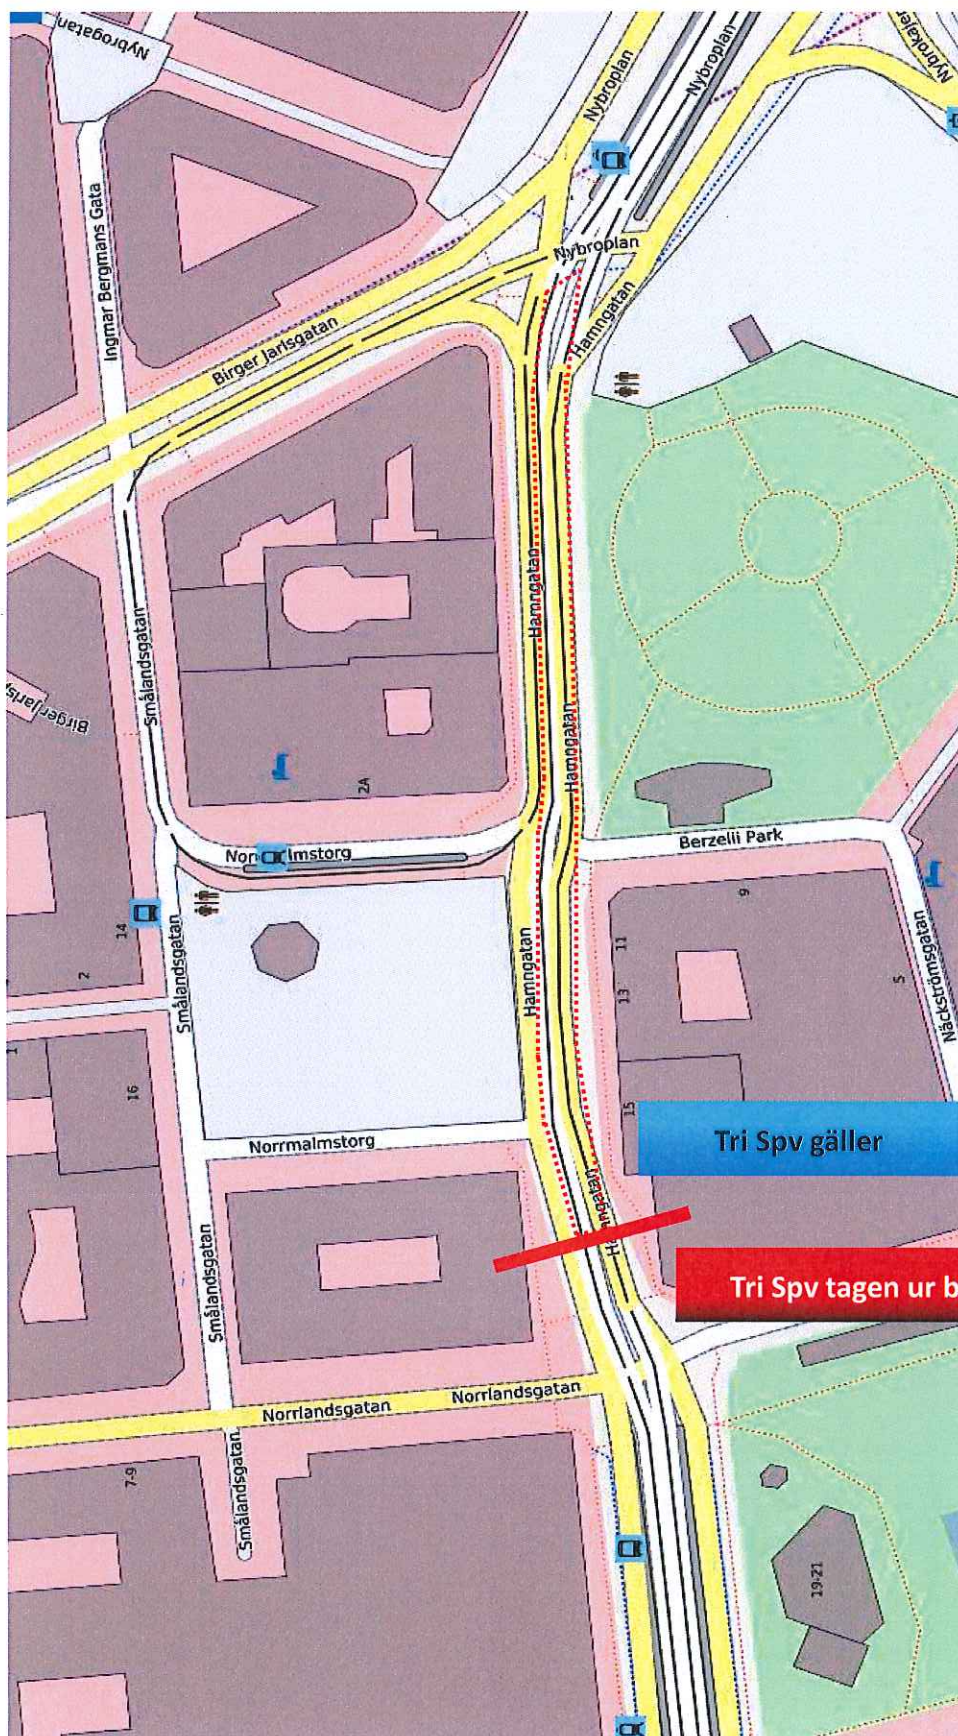 Nybrogatan
Nybroplan
Nybroplan
Nybrokajen
Ingmar Bergmans Gata
Nybroplan
Birger Jarlsgatan
Hamngatan
Hamngatan
Smålandsgatan
Birger Jarls
Hamngatan
2A
Norrmalmstorg
Berzelii Park
14
Smålandsgatan
2
Hamngatan
9
11
13
5
Näckströmsgatan
1
16
15
Norrmalmstorg
Tri Spv gäller
Hamngatan
Smålandsgatan
Tri Spv tagen ur b
Norrlandsgatan
Norrlandsgatan
7-9
Smålandsgatan
19-21